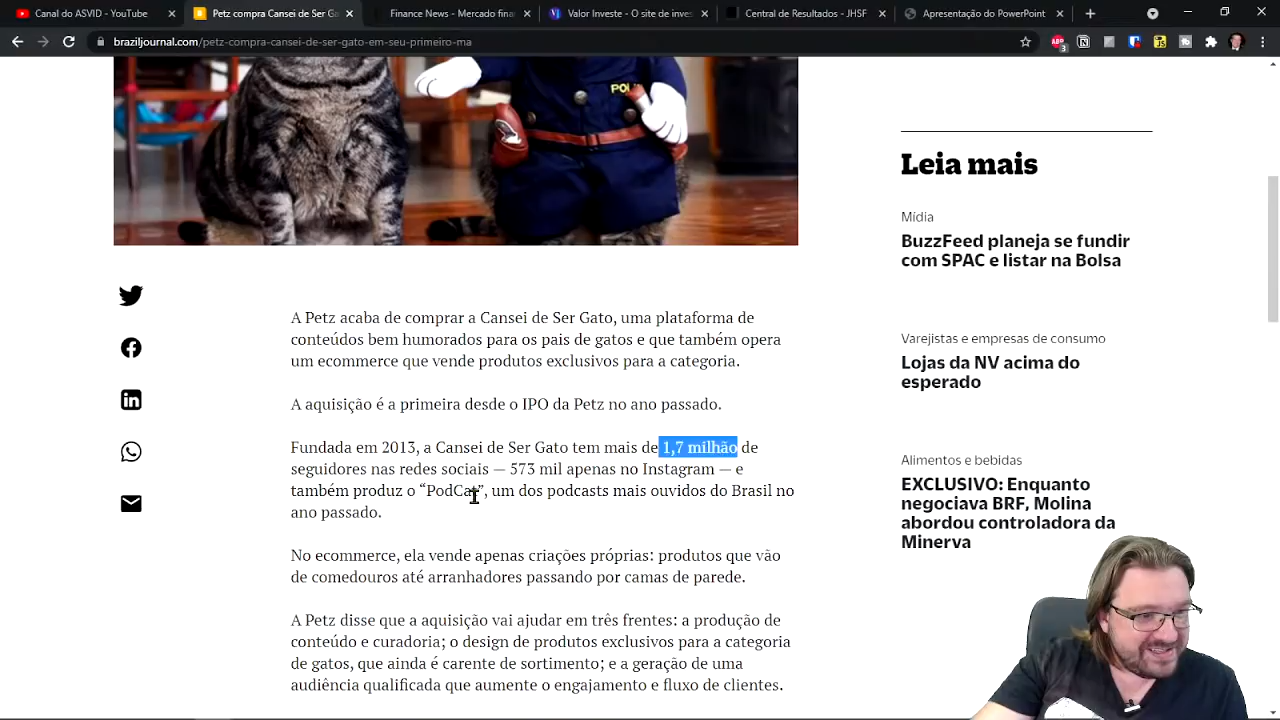 Canal do ASVID - YouTube
Petz compra Cansei de Ser Ga
Finance News - Mercado fina
Valor Investe - O site de inves
Central de Resultados - JHSF
Apresentação do PowerPoint
braziljournal.com/petz-compra-cansei-de-ser-gato-em-seu-primeiro-ma
A Petz acaba de comprar a Cansei de Ser Gato, uma plataforma de
conteúdos bem humorados para os pais de gatos e que também opera
um ecommerce que vende produtos exclusivos para a categoria.
A aquisição é a primeira desde o IPO da Petz no ano passado.
Fundada em 2013, a Cansei de Ser Gato tem mais de 1,7 milhão de
seguidores nas redes sociais — 573 mil apenas no Instagram — e
também produz o “PodCat”, um dos podcasts mais ouvidos do Brasil no
ano passado.
No ecommerce, ela vende apenas criações próprias: produtos que vão
de comedouros até arranhadores passando por camas de parede.
A Petz disse que a aquisição vai ajudar em três frentes: a produção de
conteúdo e curadoria; o design de produtos exclusivos para a categoria
de gatos, que ainda é carente de sortimento; e a geração de uma
audiência qualificada que aumente o engajamento e fluxo de clientes.
Leia mais
Mídia
BuzzFeed planeja se fundir
com SPAC e listar na Bolsa
Varejistas e empresas de consumo
Lojas da NV acima do
esperado
Alimentos e bebidas
EXCLUSIVO: Enquanto
negociava BRF, Molina
abordou controladora da
Minerva